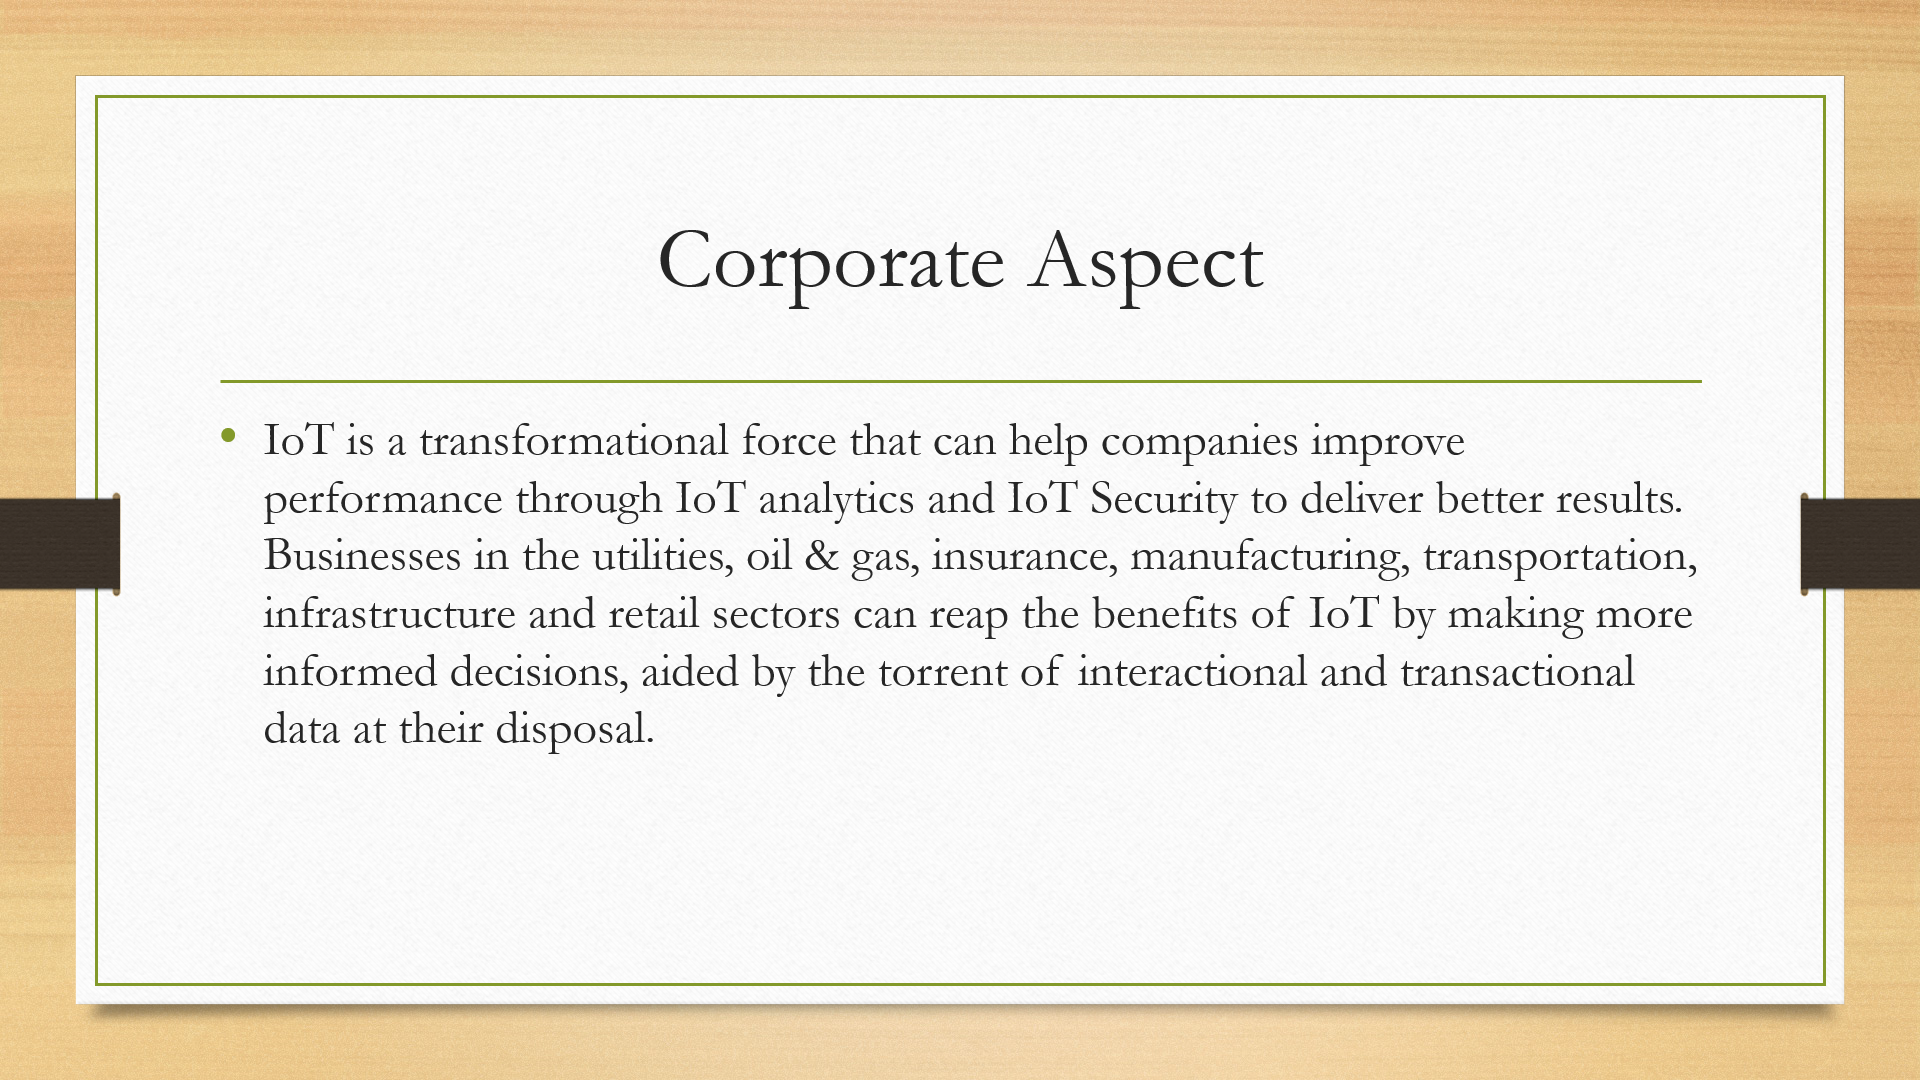 Corporate Aspect
• IoT is a transformational force that can help companies improve
performance through IoT analytics and IoT Security to deliver better results.
Businesses in the utilities, oil & gas, insurance, manufacturing, transportation,
infrastructure and retail sectors can reap the benefits of IoT by making more
informed decisions, aided by the torrent of interactional and transactional
data at their disposal.